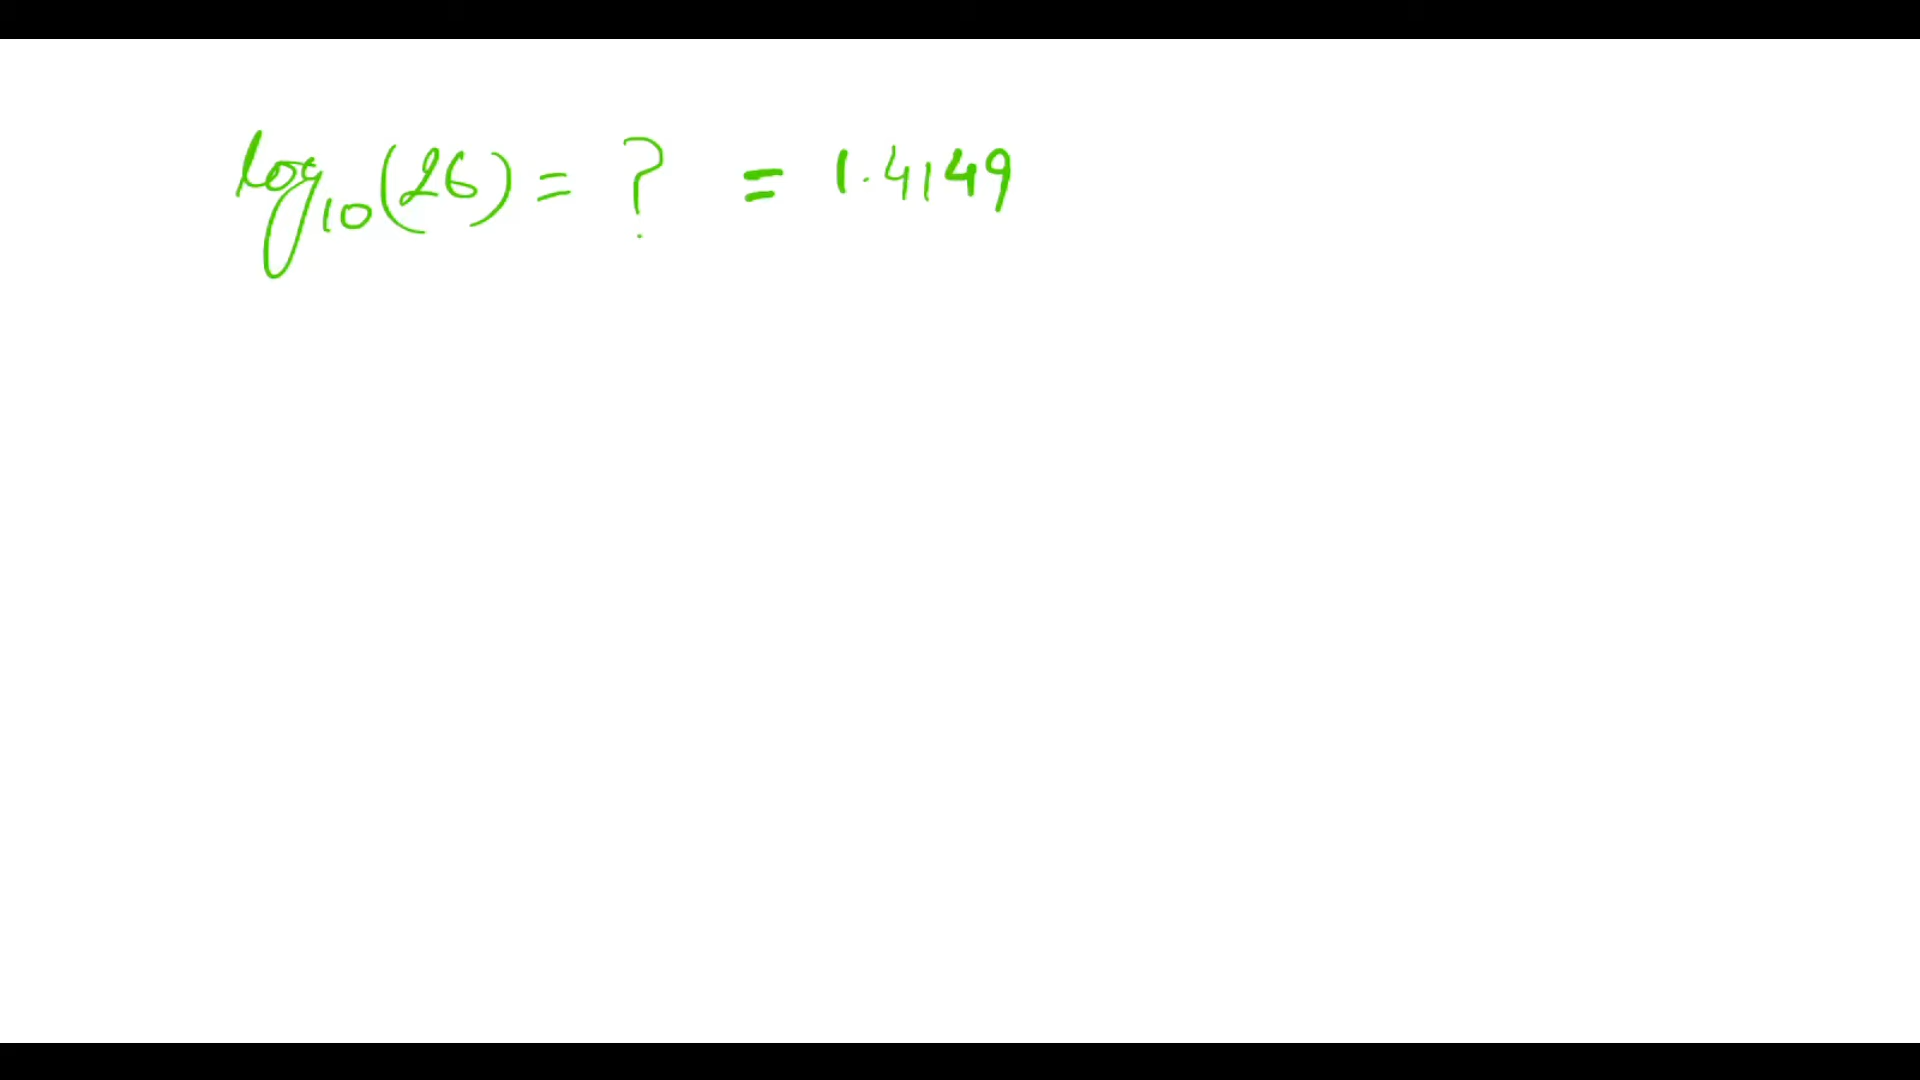 log₁₀(26) = ? = 1.4149